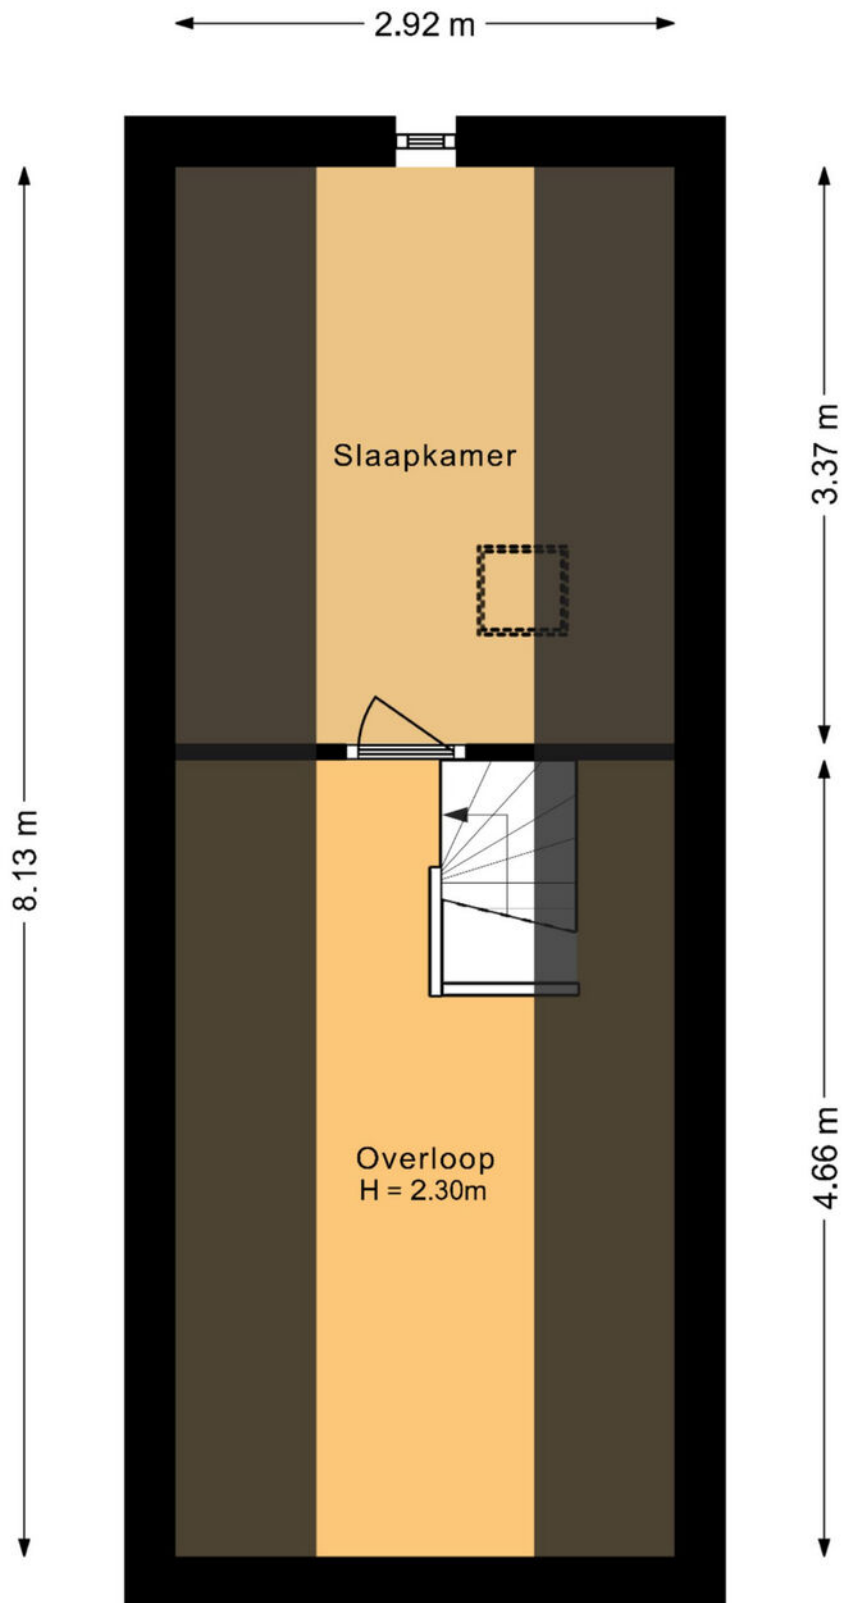 2.92 m
Slaapkamer
3.37 m
8.13 m
Overloop
H = 2.30m
4.66 m